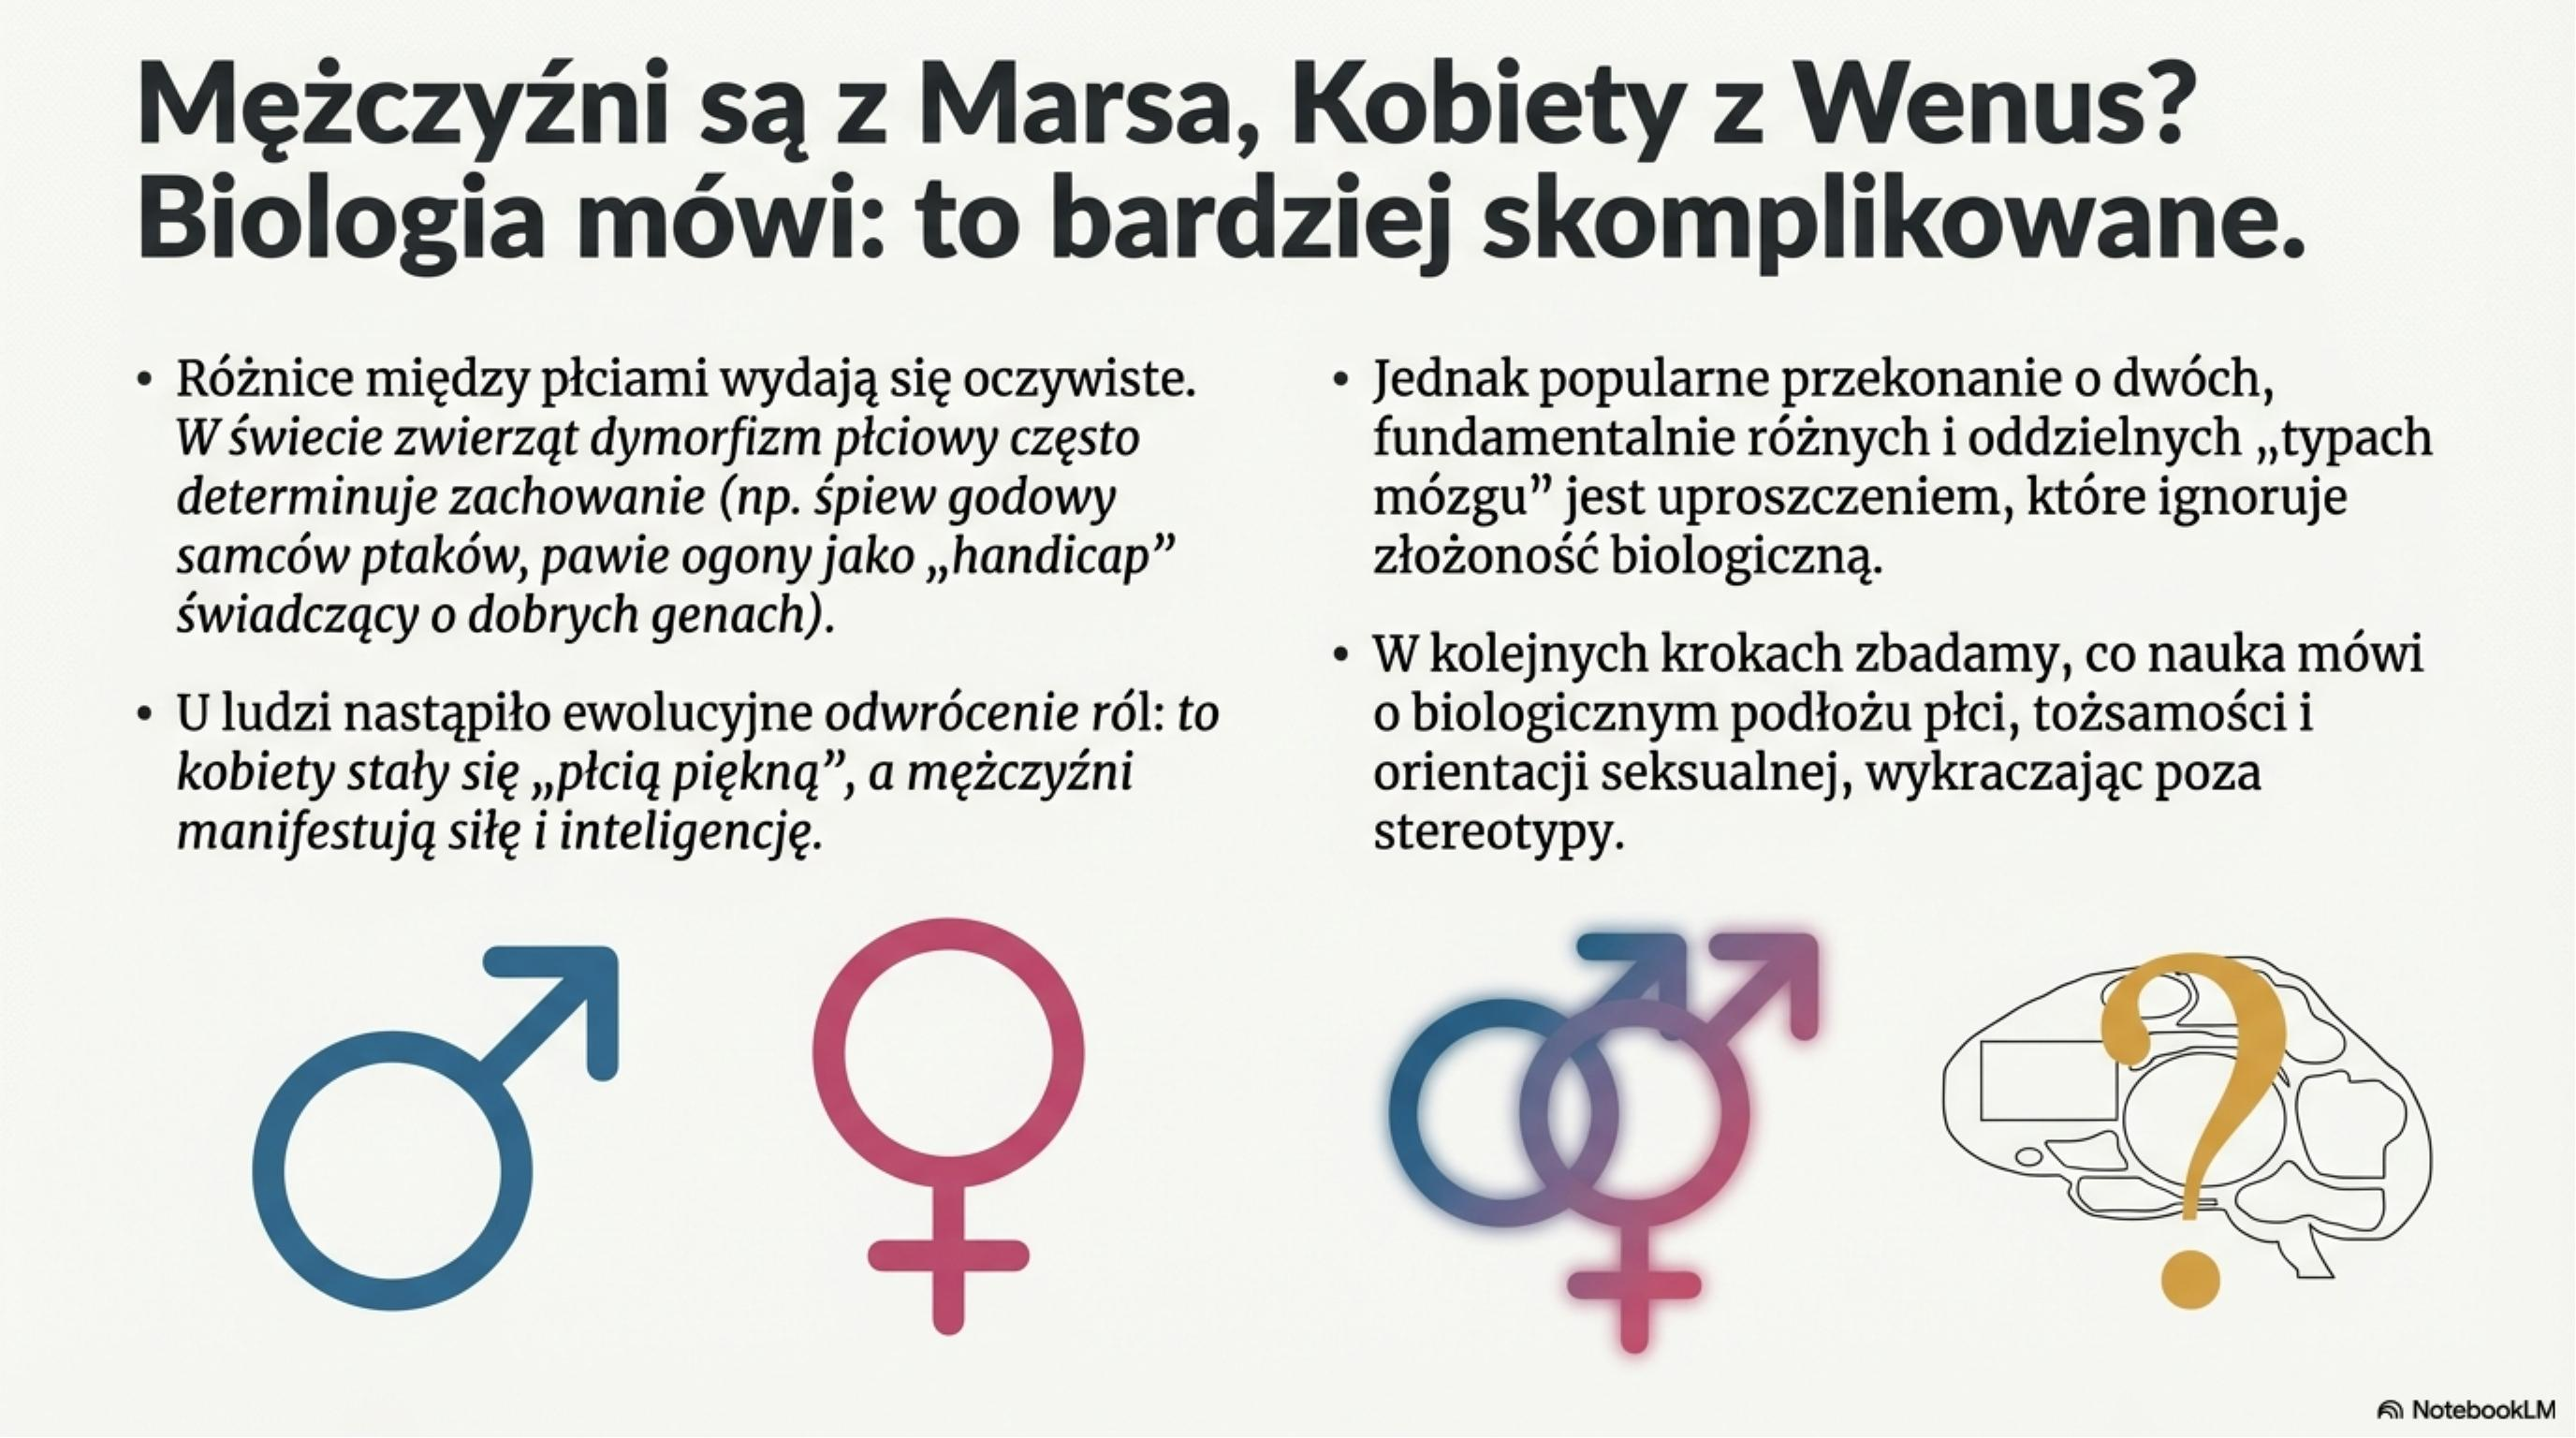 Mężczyźni są z Marsa, Kobiety z Wenus?
Biologia mówi: to bardziej skomplikowane.
• Różnice między płciami wydają się oczywiste.
W świecie zwierząt dymorfizm płciowy często
determinuje zachowanie (np. śpiew godowy
samców ptaków, pawie ogony jako „handicap”
świadczący o dobrych genach).
• U ludzi nastąpiło ewolucyjne odwrócenie ról: to
kobiety stały się „płcią piękną”, a mężczyźni
manifestują siłę i inteligencję.
• Jednak popularne przekonanie o dwóch,
fundamentalnie różnych i oddzielnych „typach
mózgu” jest uproszczeniem, które ignoruje
złożoność biologiczną.
• W kolejnych krokach zbadamy, co nauka mówi
o biologicznym podłożu płci, tożsamości i
orientacji seksualnej, wykraczając poza
stereotypy.
?
NotebookLM